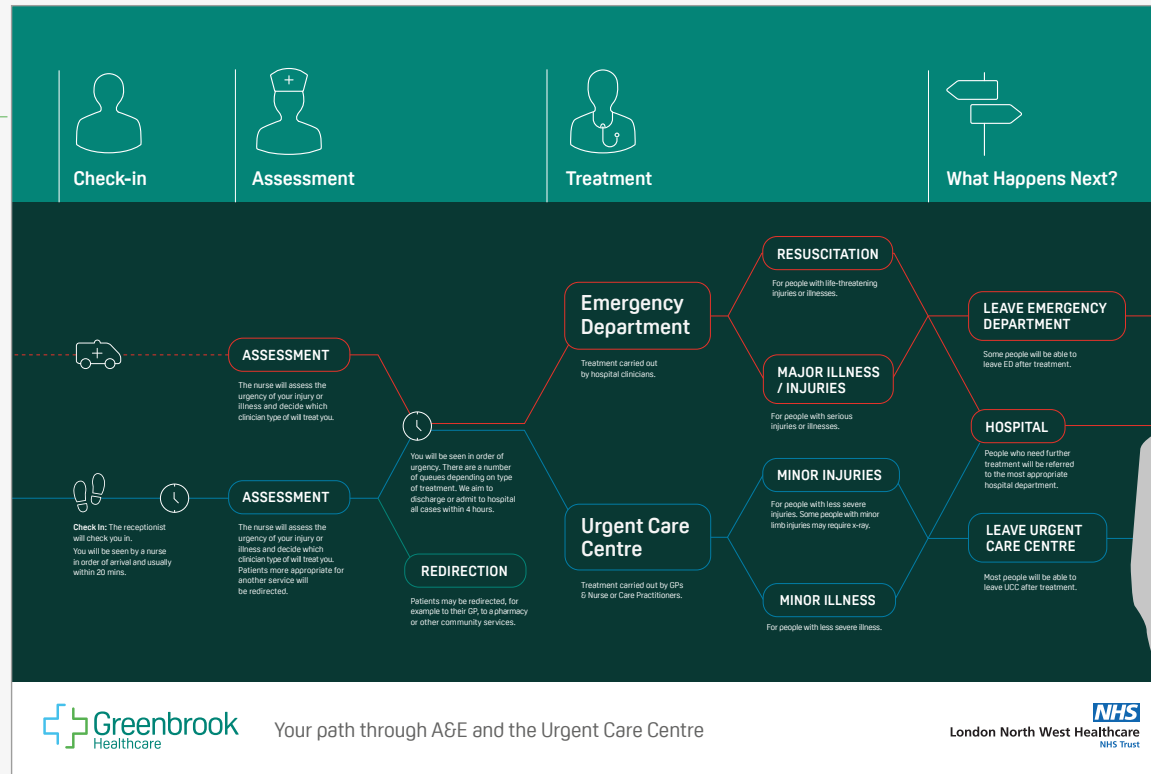 Check-in
Assessment
Treatment
What Happens Next?
ASSESSMENT
The nurse will assess the
urgency of your injury or
illness and decide which
clinician type of will treat you.
Check In: The receptionist
will check you in.
You will be seen by a nurse
in order of arrival and usually
within 20 mins.
ASSESSMENT
The nurse will assess the
urgency of your injury or
illness and decide which
clinician type of will treat you.
Patients more appropriate for
another service will
be redirected.
You will be seen in order of
urgency. There are a number
of queues depending on type
of treatment. We aim to
discharge or admit to hospital
all cases within 4 hours.
REDIRECTION
Patients may be redirected, for
example to their GP, to a pharmacy
or other community services.
Emergency
Department
Treatment carried out
by hospital clinicians.
Urgent Care
Centre
Treatment carried out by GPs
& Nurse or Care Practitioners.
RESUSCITATION
For people with life-threatening
injuries or illnesses.
MAJOR ILLNESS
/ INJURIES
For people with serious
injuries or illnesses.
MINOR INJURIES
For people with less severe
injuries. Some people with minor
limb injuries may require x-ray.
MINOR ILLNESS
For people with less severe illness.
LEAVE EMERGENCY
DEPARTMENT
Some people will be able to
leave ED after treatment.
HOSPITAL
People who need further
treatment will be referred
to the most appropriate
hospital department.
LEAVE URGENT
CARE CENTRE
Most people will be able to
leave UCC after treatment.
Greenbrook
Healthcare
Your path through A&E and the Urgent Care Centre
NHS
London North West Healthcare
NHS Trust